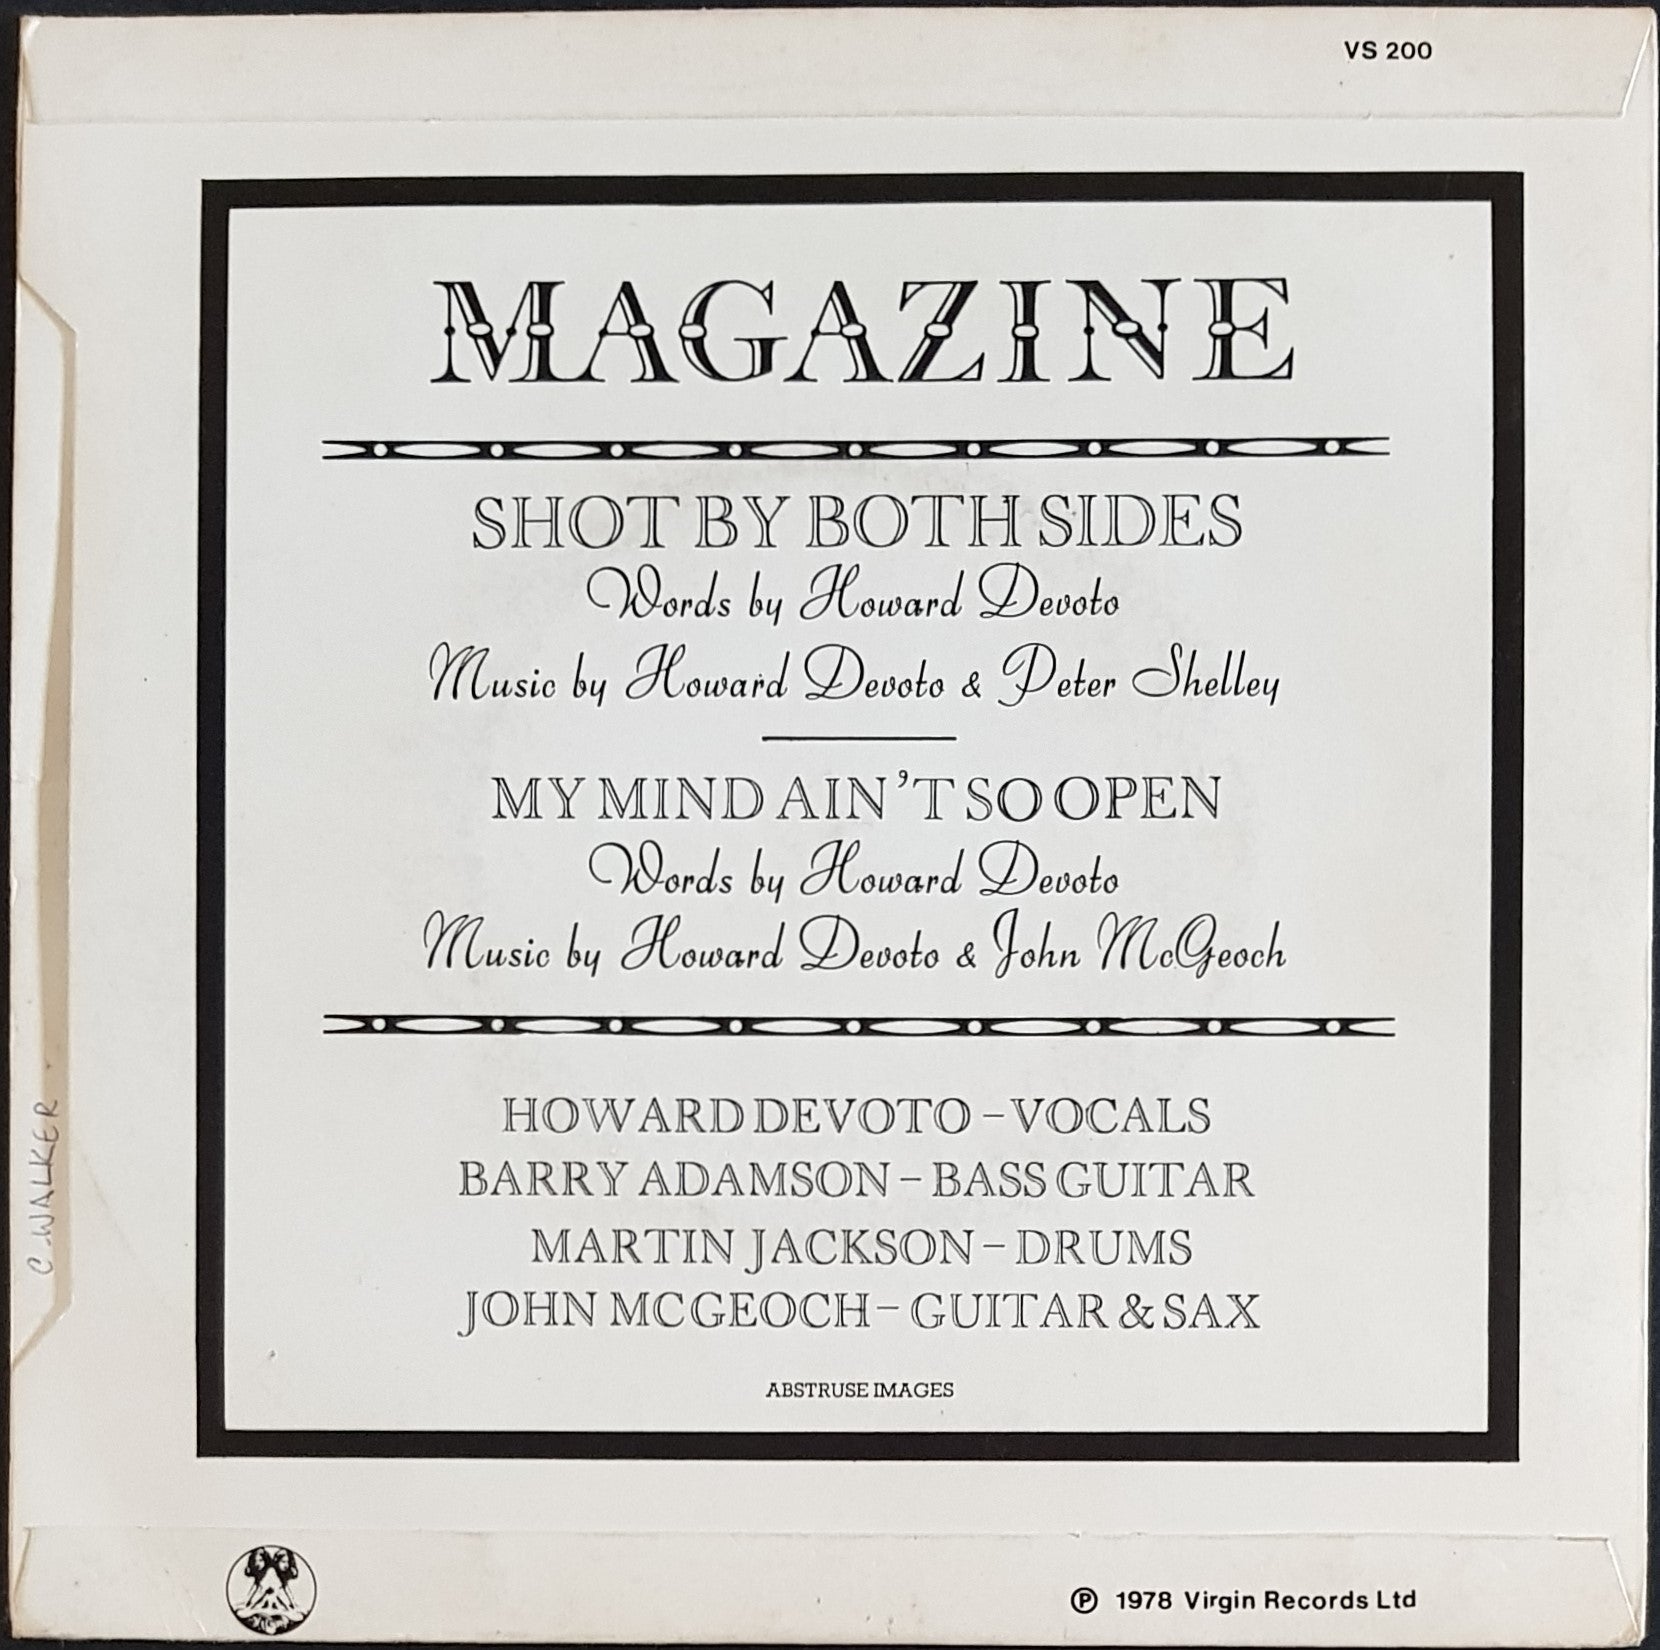 VS 200
MAGAZINE
SHOT BY BOTH SIDES
Words by Howard Devoto
Music by Howard Devoto & Peter Shelley
MY MIND AIN'T SO OPEN
Words by Howard Devoto
Music by Howard Devoto & John McGeoch
HOWARD DEVOTO – VOCALS
BARRY ADAMSON – BASS GUITAR
MARTIN JACKSON – DRUMS
JOHN MCGEOCH – GUITAR & SAX
ABSTRUSE IMAGES
C. WALKER
Virgin
℗ 1978 Virgin Records Ltd